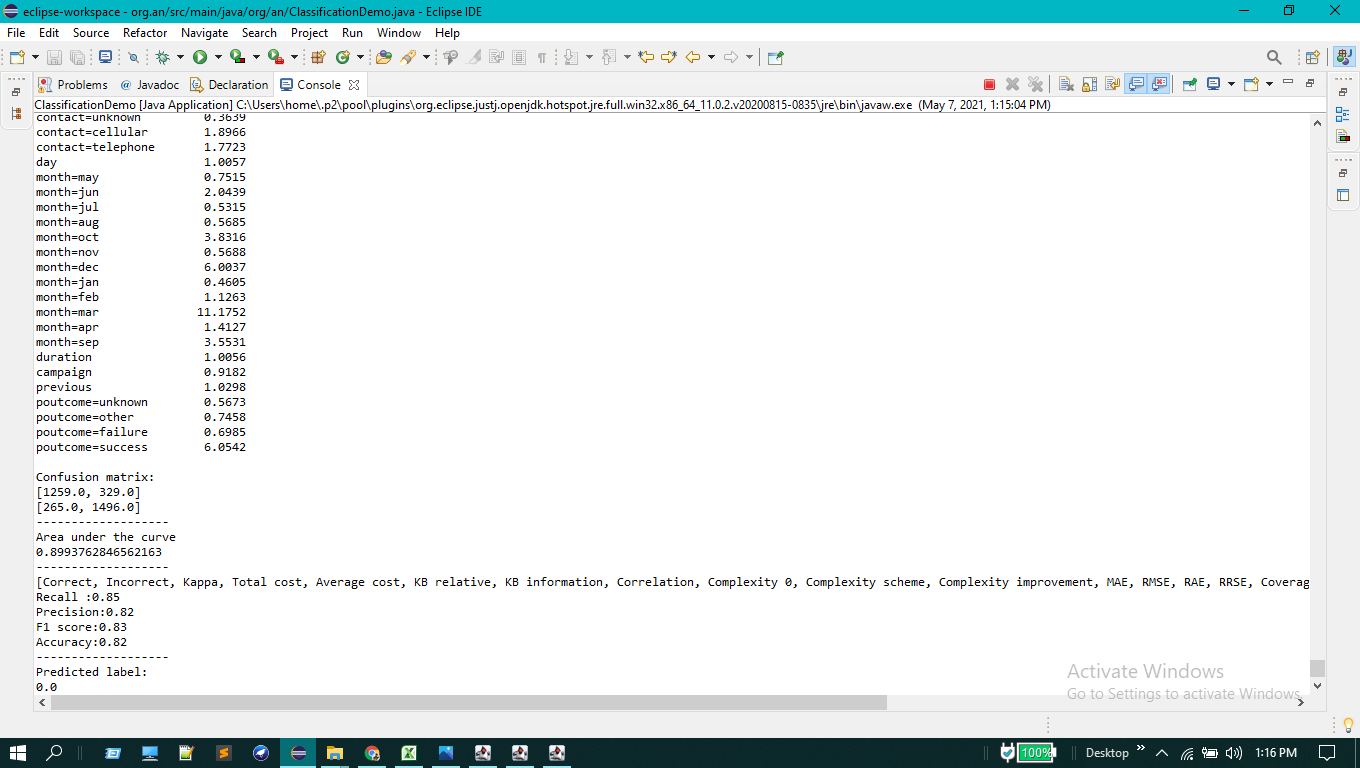 eclipse-workspace - org.an/src/main/java/org/an/ClassificationDemo.java - Eclipse IDE
File Edit Source Refactor Navigate Search Project Run Window Help
Problems @ Javadoc Declaration Console
ClassificationDemo [Java Application] C:\Users\home\.p2\pool\plugins\org.eclipse.justj.openjdk.hotspot.jre.full.win32.x86_64_11.0.2.v20200815-0835\jre\bin\javaw.exe (May 7, 2021, 1:15:04 PM)
contact=unknown 0.3639
contact=cellular 1.8966
contact=telephone 1.7723
day 1.0057
month=may 0.7515
month=jun 2.0439
month=jul 0.5315
month=aug 0.5685
month=oct 3.8316
month=nov 0.5688
month=dec 6.0037
month=jan 0.4605
month=feb 1.1263
month=mar 11.1752
month=apr 1.4127
month=sep 3.5531
duration 1.0056
campaign 0.9182
previous 1.0298
poutcome=unknown 0.5673
poutcome=other 0.7458
poutcome=failure 0.6985
poutcome=success 6.0542
Confusion matrix:
[1259.0, 329.0]
[265.0, 1496.0]
-------------------
Area under the curve
0.8993762846562163
-------------------
[Correct, Incorrect, Kappa, Total cost, Average cost, KB relative, KB information, Correlation, Complexity 0, Complexity scheme, Complexity improvement, MAE, RMSE, RAE, RRSE, Coverag
Recall :0.85
Precision:0.82
F1 score:0.83
Accuracy:0.82
-------------------
Predicted label:
0.0
Activate Windows
Go to Settings to activate Windows.
100% Desktop 1:16 PM